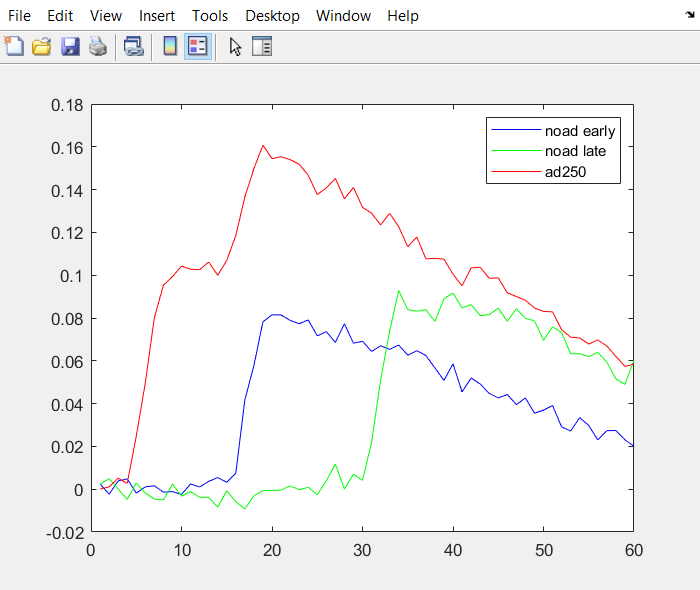 File Edit View Insert Tools Desktop Window Help
0.18
0.16
0.14
0.12
0.1
0.08
0.06
0.04
0.02
0
-0.02
0 10 20 30 40 50 60
noad early
noad late
ad250